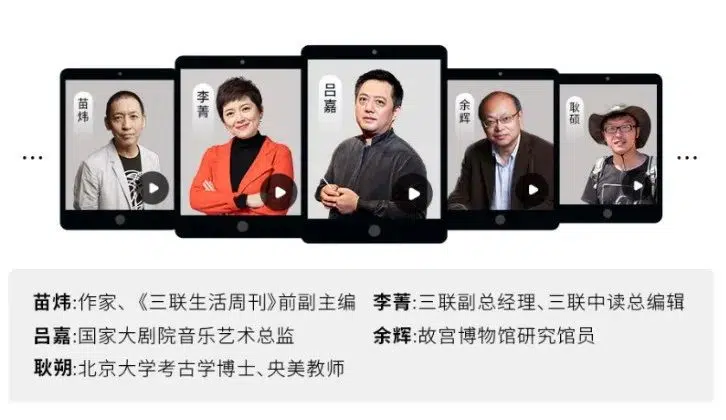 苗炜
李菁
吕嘉
余辉
耿硕
...
...
苗炜:作家、《三联生活周刊》前副主编
李菁:三联副总经理、三联中读总编辑
吕嘉:国家大剧院音乐艺术总监
余辉:故宫博物馆研究馆员
耿朔:北京大学考古学博士、央美教师